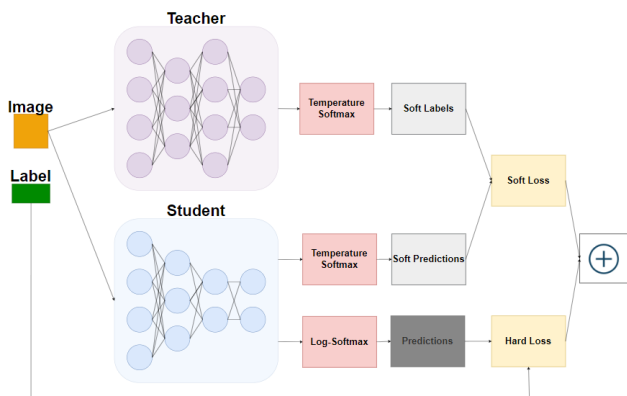 Teacher
Image
Temperature
Softmax
Soft Labels
Label
Soft Loss
Student
Temperature
Softmax
Soft Predictions
Log-Softmax
Predictions
Hard Loss